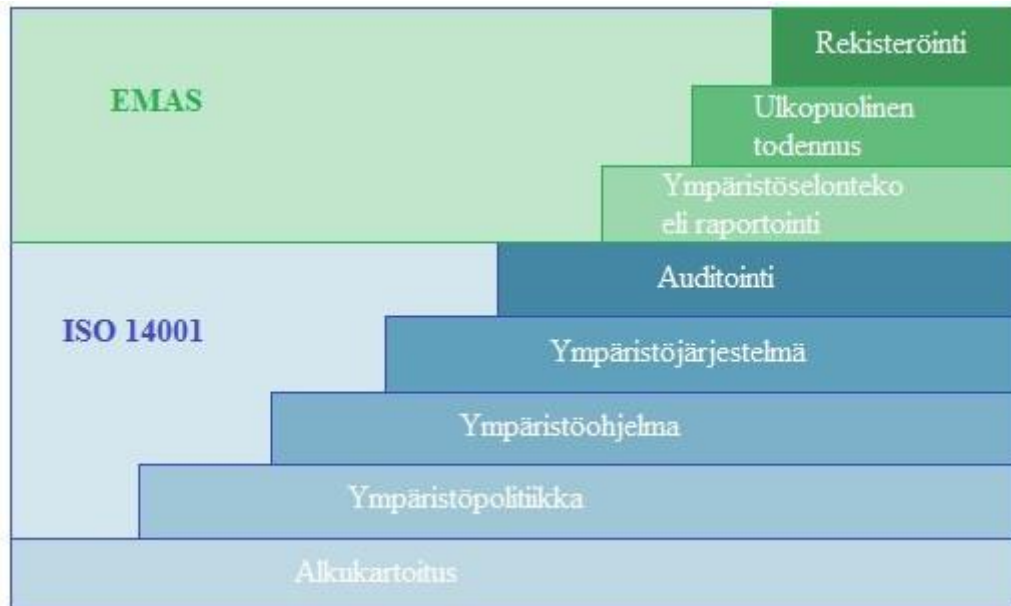 Rekisteröinti
EMAS
Ulkopuolinen
todennus
Ympäristöselonteko
eli raportointi
Auditointi
ISO 14001
Ympäristöjärjestelmä
Ympäristöohjelma
Ympäristöpolitiikka
Alkukartoitus